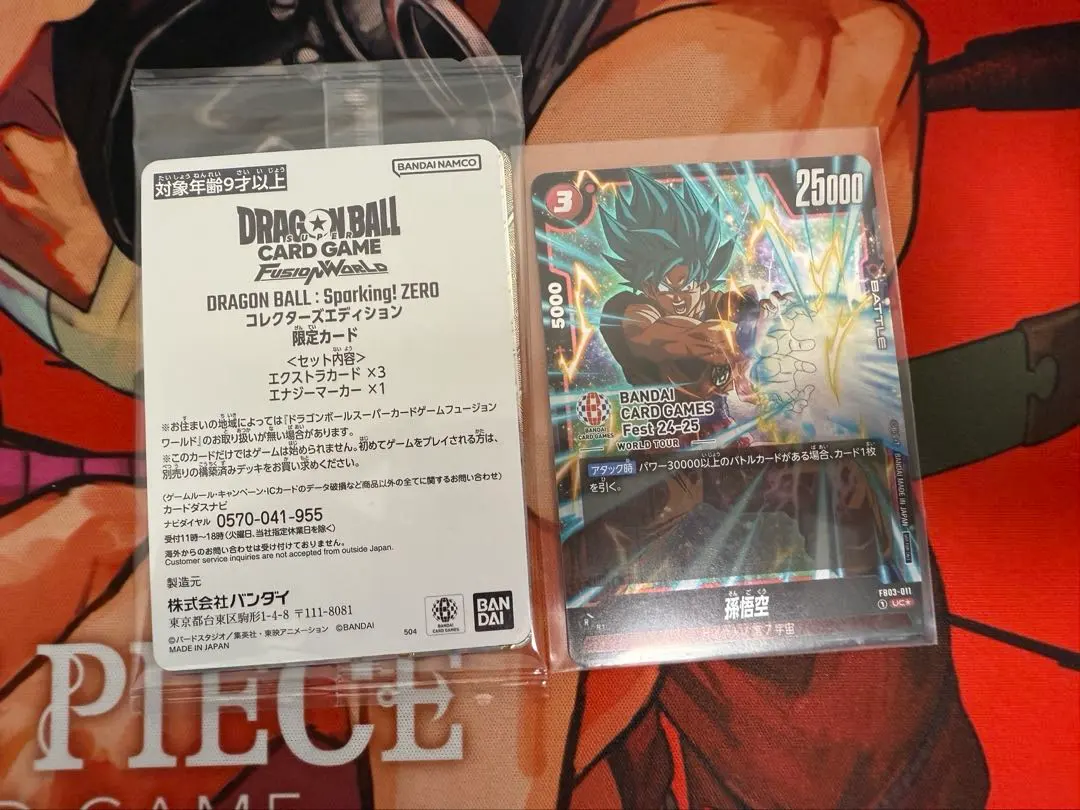 対象年齢9才以上
BANDAI NAMCO
DRAGON BALL
SUPER
CARD GAME
FUSION WORLD
DRAGON BALL : Sparking! ZERO
コレクターズエディション
限定カード
<セット内容>
エクストラカード ×3
エナジーマーカー ×1
※お住まいの地域によっては『ドラゴンボールスーパーカードゲームフュージョン
ワールド』のお取り扱いが無い場合があります。
※このカードだけではゲームは始められません。初めてゲームをプレイされる方は、
別売りの構築済みデッキをお買い求めください。
(ゲームルール・キャンペーン・ICカードのデータ破損など商品以外の全てに関するお問い合わせ)
カードダスナビ
ナビダイヤル 0570-041-955
受付11時〜18時(火曜日、当社指定休業日を除く)
海外からのお問い合わせは受け付けておりません。
Customer service inquiries are not accepted from outside Japan.
製造元
株式会社バンダイ
東京都台東区駒形1-4-8 〒111-8081
©バードスタジオ/集英社・東映アニメーション ©BANDAI
MADE IN JAPAN
504
BANDAI
CARD GAMES
BAN
DAI
3
25000
5000
BATTLE
BANDAI
CARD GAMES
Fest 24-25
WORLD TOUR
BANDAI
CARD GAMES
アタック時 パワー30000以上のバトルカードがある場合、カード1枚
を引く。
BANDAI MADE IN JAPAN
FB03-011
1 UC★
孫悟空
そんごくう
PIECE
CARD GAME